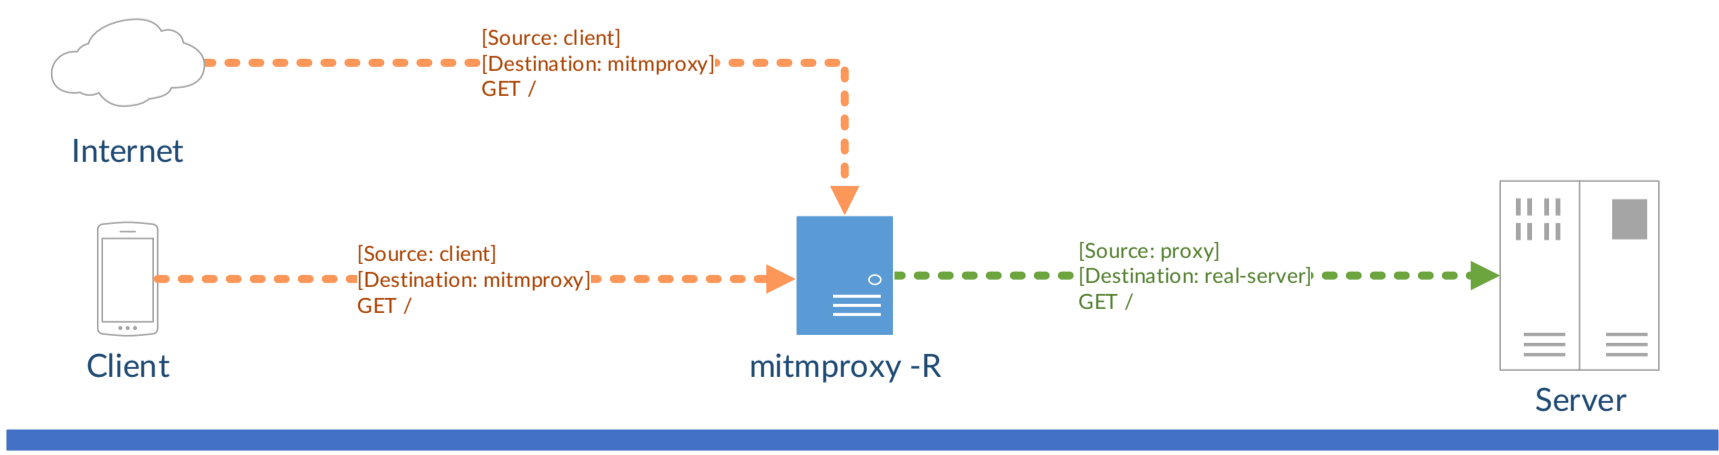 [Source: client]
[Destination: mitmproxy]
GET /
Internet
[Source: client]
[Destination: mitmproxy]
GET /
[Source: proxy]
[Destination: real-server]
GET /
Client
mitmproxy -R
Server